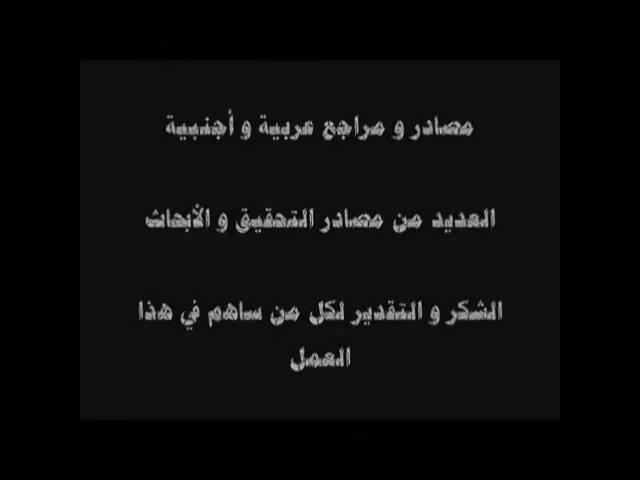 مصادر و مراجع عربية و أجنبية
العديد من مصادر التحقيق و الأبحاث
الشكر و التقدير لكل من ساهم في هذا
العمل